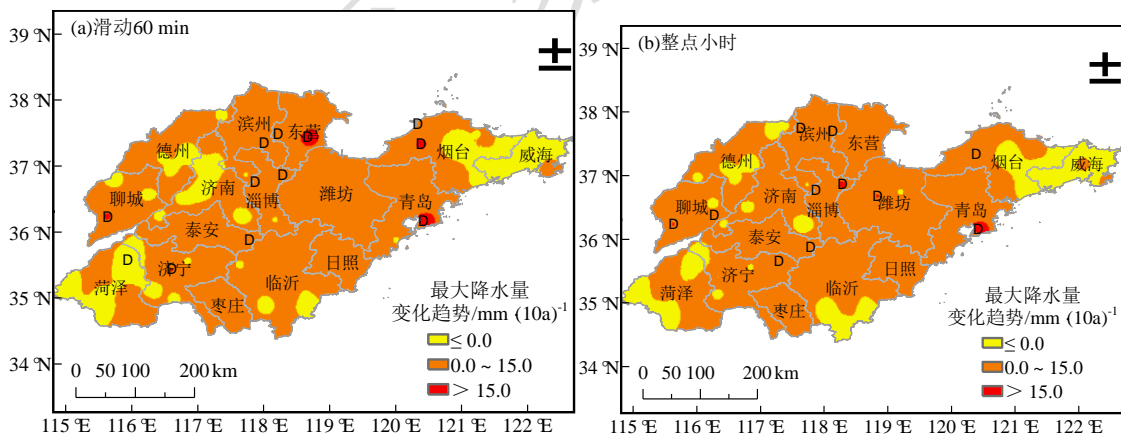 (a)滑动60 min
39 °N
38 °N
37 °N
36 °N
35 °N
34 °N
滨州
东营
D
D
D
D
D
D
德州
烟台
威海
济南
D
D
聊城
淄博
潍坊
青岛
D
D
泰安
D
D
济宁
D
日照
菏泽
临沂
枣庄
最大降水量
变化趋势/mm (10a)⁻¹
≤ 0.0
0.0 ~ 15.0
> 15.0
0 50 100 200 km
115 °E 116 °E 117 °E 118 °E 119 °E 120 °E 121 °E 122 °E
(b)整点小时
39 °N
38 °N
37 °N
36 °N
35 °N
34 °N
D
滨州
D
东营
D
德州
烟台
威海
济南
D
D
D
聊城
D
淄博
潍坊
青岛
D
D
泰安
D
D
济宁
日照
菏泽
临沂
枣庄
最大降水量
变化趋势/mm (10a)⁻¹
≤ 0.0
0.0 ~ 15.0
> 15.0
0 50 100 200 km
115 °E 116 °E 117 °E 118 °E 119 °E 120 °E 121 °E 122 °E